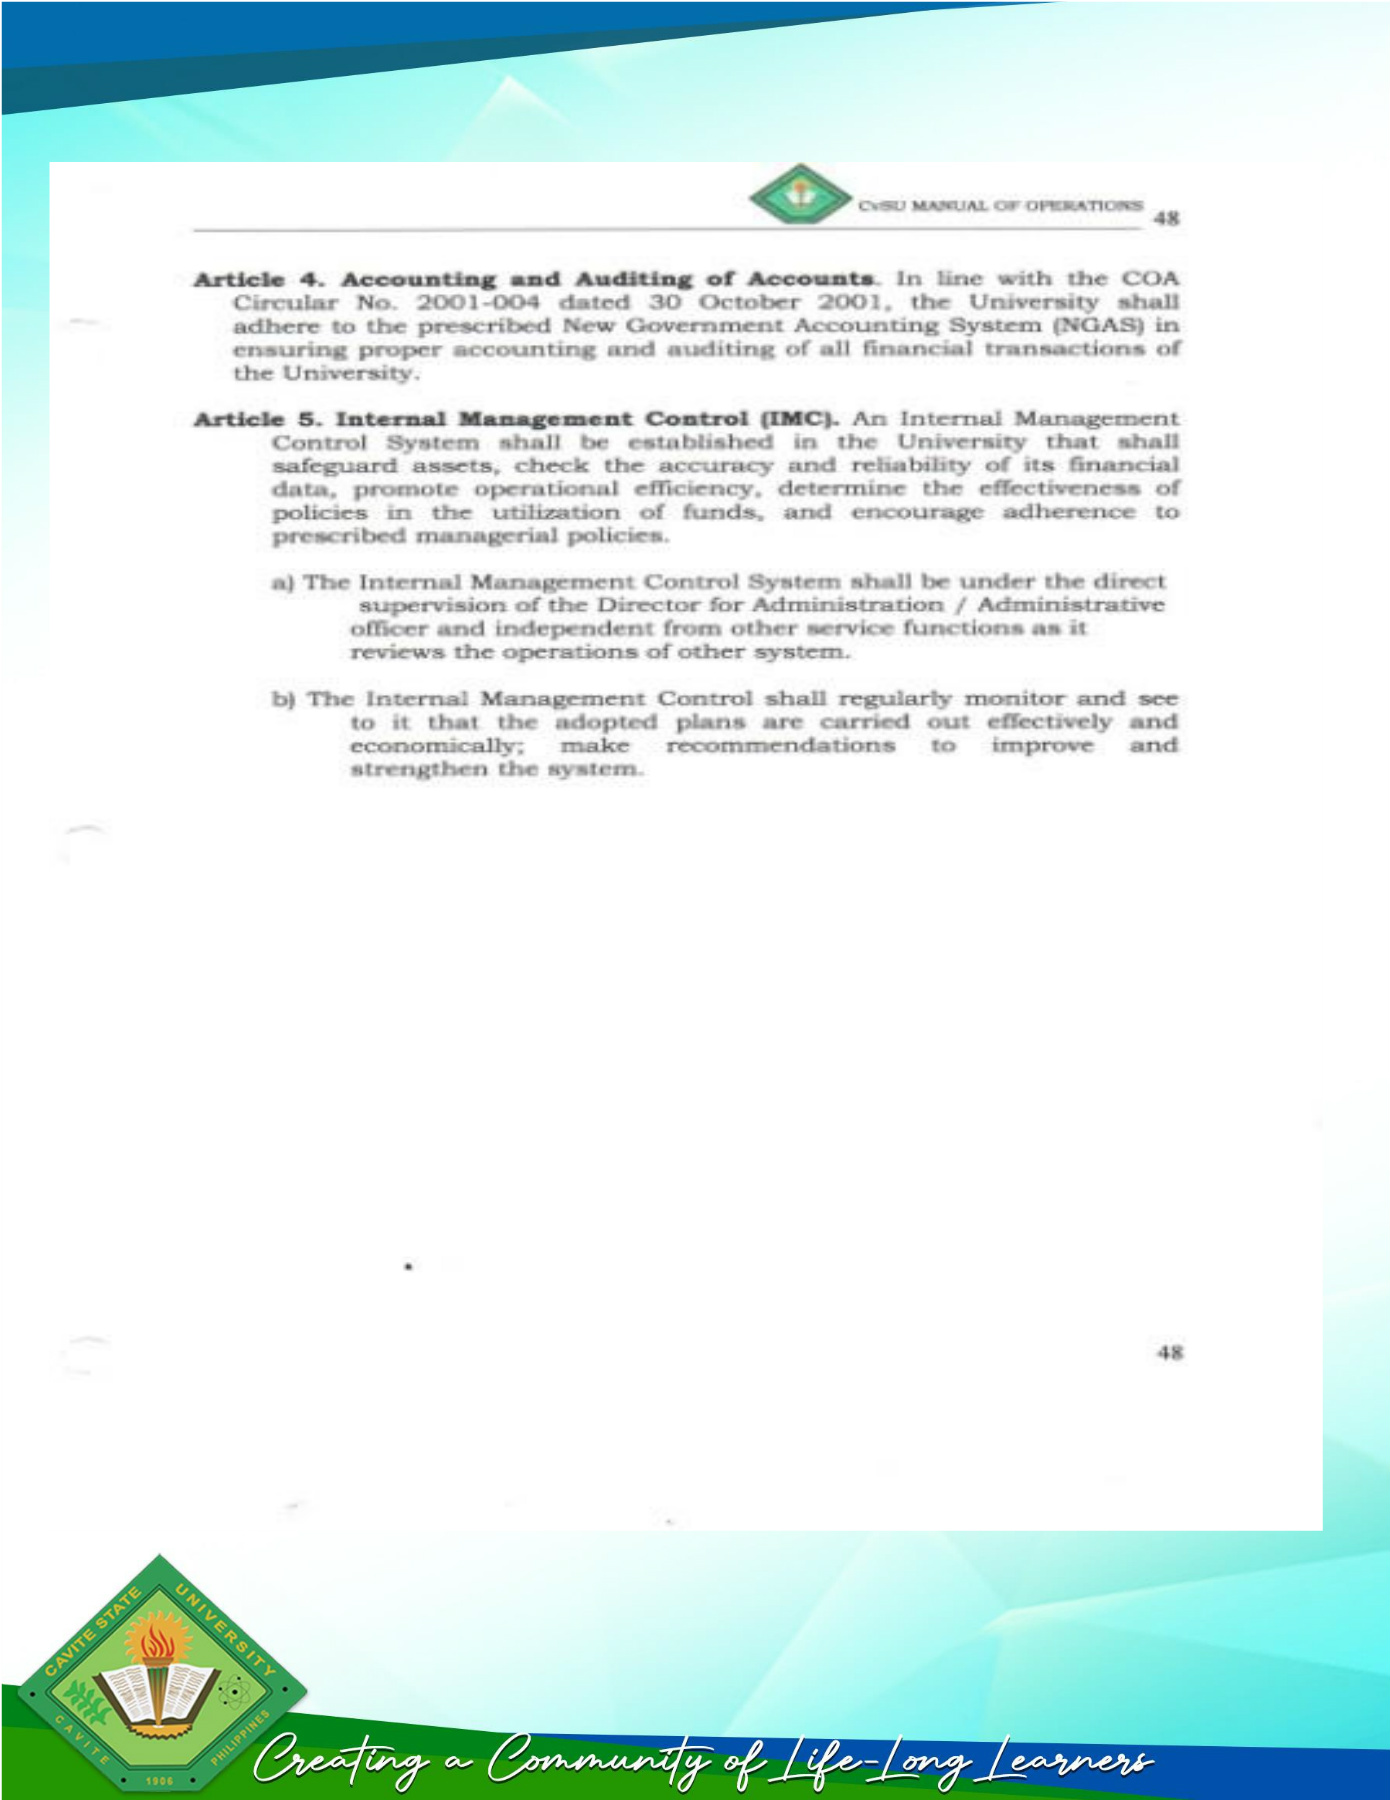 CvSU MANUAL OF OPERATIONS
48
Article 4. Accounting and Auditing of Accounts. In line with the COA
Circular No. 2001-004 dated 30 October 2001, the University shall
adhere to the prescribed New Government Accounting System (NGAS) in
ensuring proper accounting and auditing of all financial transactions of
the University.
Article 5. Internal Management Control (IMC). An Internal Management
Control System shall be established in the University that shall
safeguard assets, check the accuracy and reliability of its financial
data, promote operational efficiency, determine the effectiveness of
policies in the utilization of funds, and encourage adherence to
prescribed managerial policies.
a) The Internal Management Control System shall be under the direct
supervision of the Director for Administration / Administrative
officer and independent from other service functions as it
reviews the operations of other system.
b) The Internal Management Control shall regularly monitor and see
to it that the adopted plans are carried out effectively and
economically; make recommendations to improve and
strengthen the system.
48
CAVITE STATE UNIVERSITY
CAVITE PHILIPPINES
1906
Creating a Community of Life-Long Learners